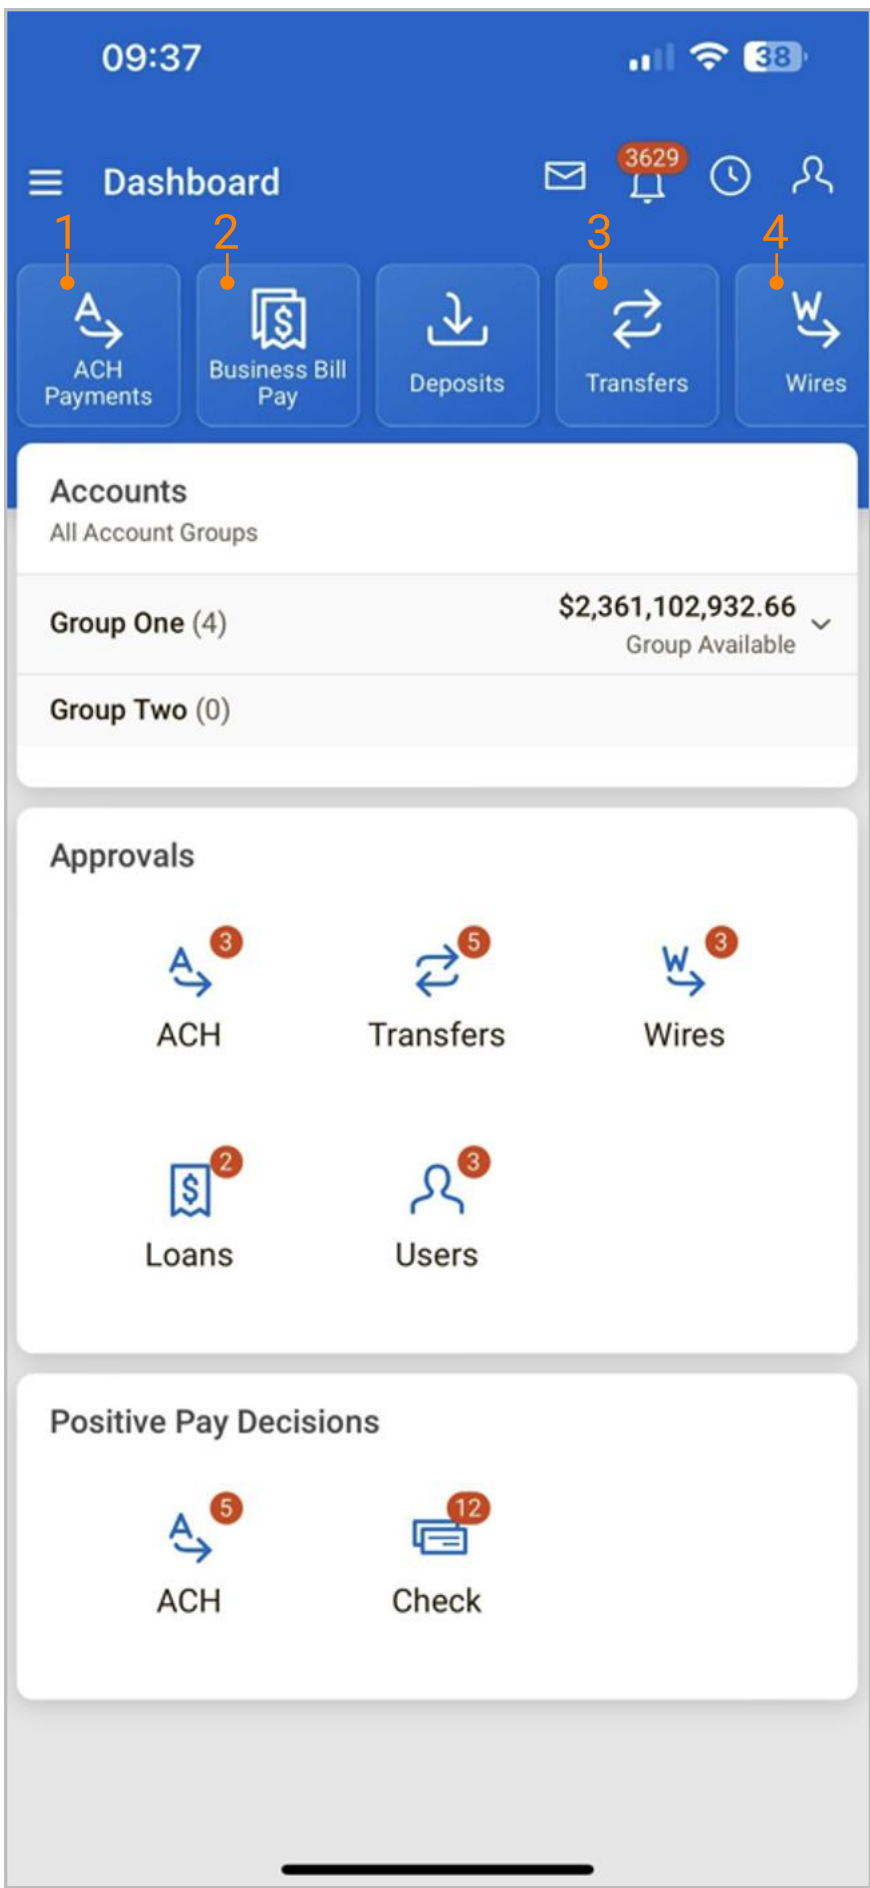 09:37
38
Dashboard
3629
1
2
3
4
ACH
Payments
Business Bill
Pay
Deposits
Transfers
Wires
Accounts
All Account Groups
Group One (4)
$2,361,102,932.66
Group Available
Group Two (0)
Approvals
3
5
3
ACH
Transfers
Wires
2
3
Loans
Users
Positive Pay Decisions
5
12
ACH
Check